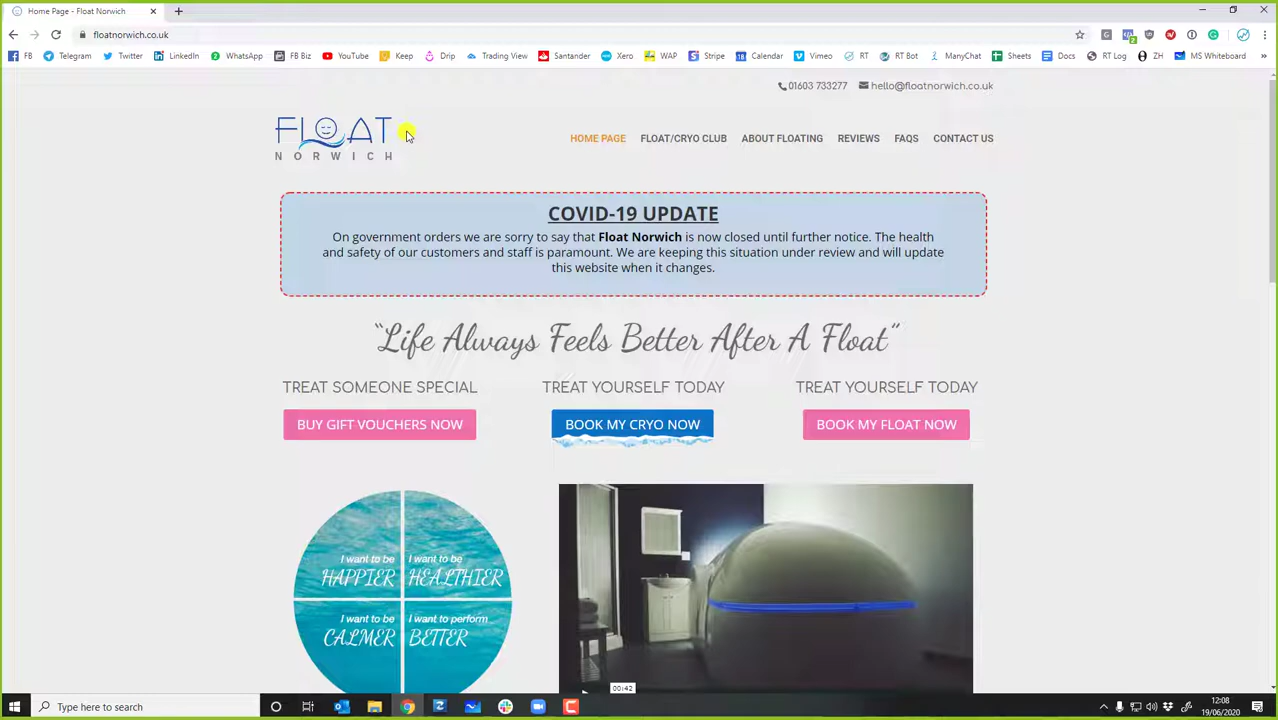 Home Page - Float Norwich
floatnorwich.co.uk
FB Telegram Twitter LinkedIn WhatsApp FB Biz YouTube Keep Drip Trading View Santander Xero WAP Stripe Calendar Vimeo RT RT Bot ManyChat Sheets Docs RT Log ZH MS Whiteboard »
01603 733277 hello@floatnorwich.co.uk
FLOAT
NORWICH
HOME PAGE FLOAT/CRYO CLUB ABOUT FLOATING REVIEWS FAQS CONTACT US
COVID-19 UPDATE
On government orders we are sorry to say that Float Norwich is now closed until further notice. The health
and safety of our customers and staff is paramount. We are keeping this situation under review and will update
this website when it changes.
“Life Always Feels Better After A Float”
TREAT SOMEONE SPECIAL TREAT YOURSELF TODAY TREAT YOURSELF TODAY
BUY GIFT VOUCHERS NOW BOOK MY CRYO NOW BOOK MY FLOAT NOW
I want to be I want to be
HAPPIER HEALTHIER
I want to be I want to perform
CALMER BETTER
00:42
Type here to search
12:08
19/06/2020